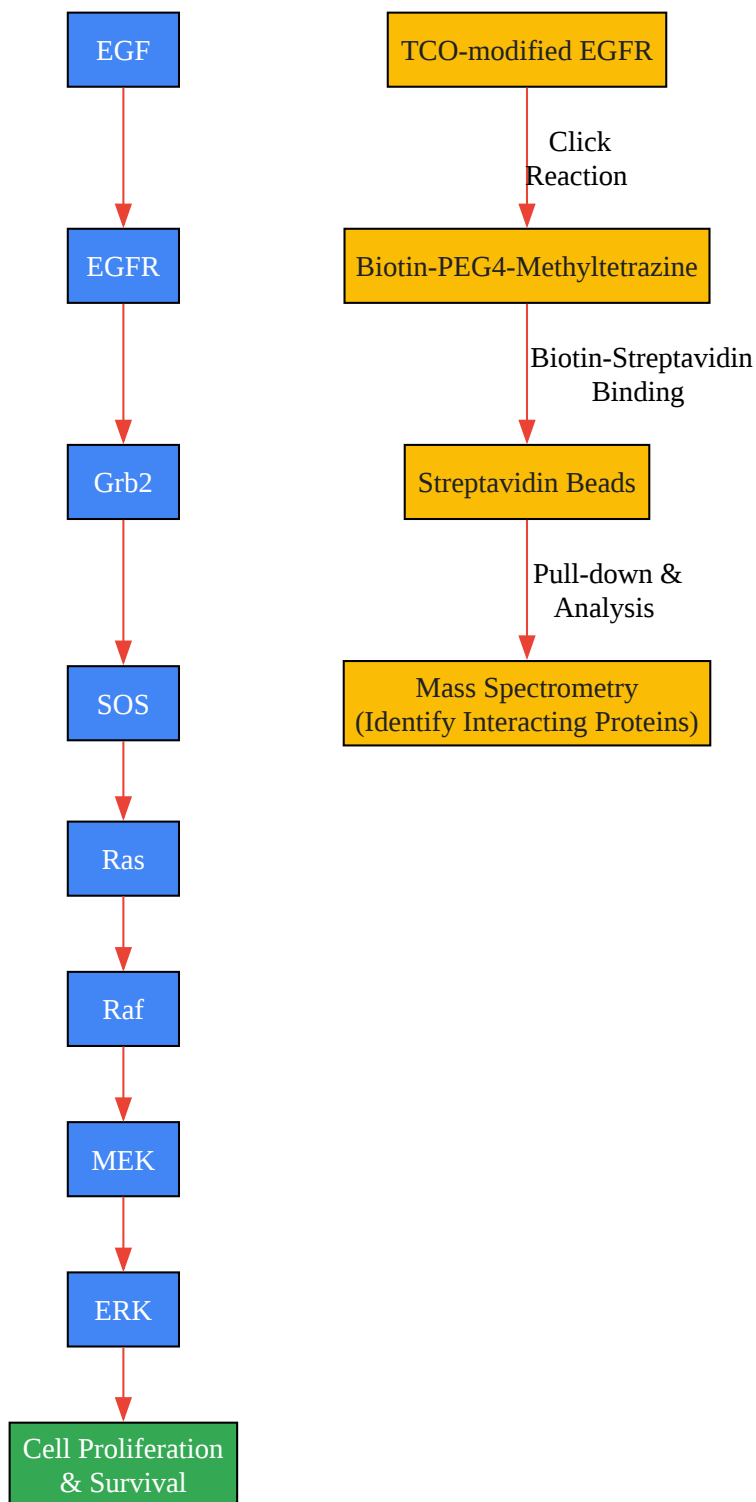 EGF
EGFR
Grb2
SOS
Ras
Raf
MEK
ERK
Cell Proliferation
& Survival
TCO-modified EGFR
Click
Reaction
Biotin-PEG4-Methyltetrazine
Biotin-Streptavidin
Binding
Streptavidin Beads
Pull-down &
Analysis
Mass Spectrometry
(Identify Interacting Proteins)